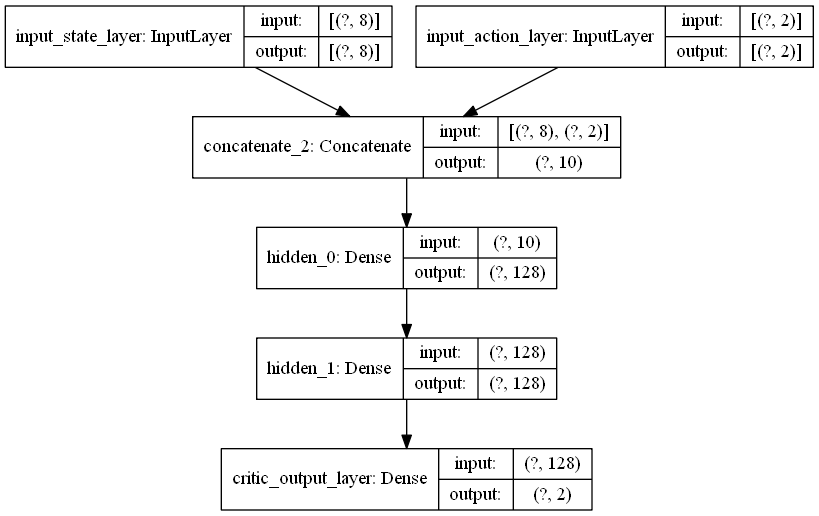 input_state_layer: InputLayer
input: [(?, 8)]
output: [(?, 8)]
input_action_layer: InputLayer
input: [(?, 2)]
output: [(?, 2)]
concatenate_2: Concatenate
input: [(?, 8), (?, 2)]
output: (?, 10)
hidden_0: Dense
input: (?, 10)
output: (?, 128)
hidden_1: Dense
input: (?, 128)
output: (?, 128)
critic_output_layer: Dense
input: (?, 128)
output: (?, 2)